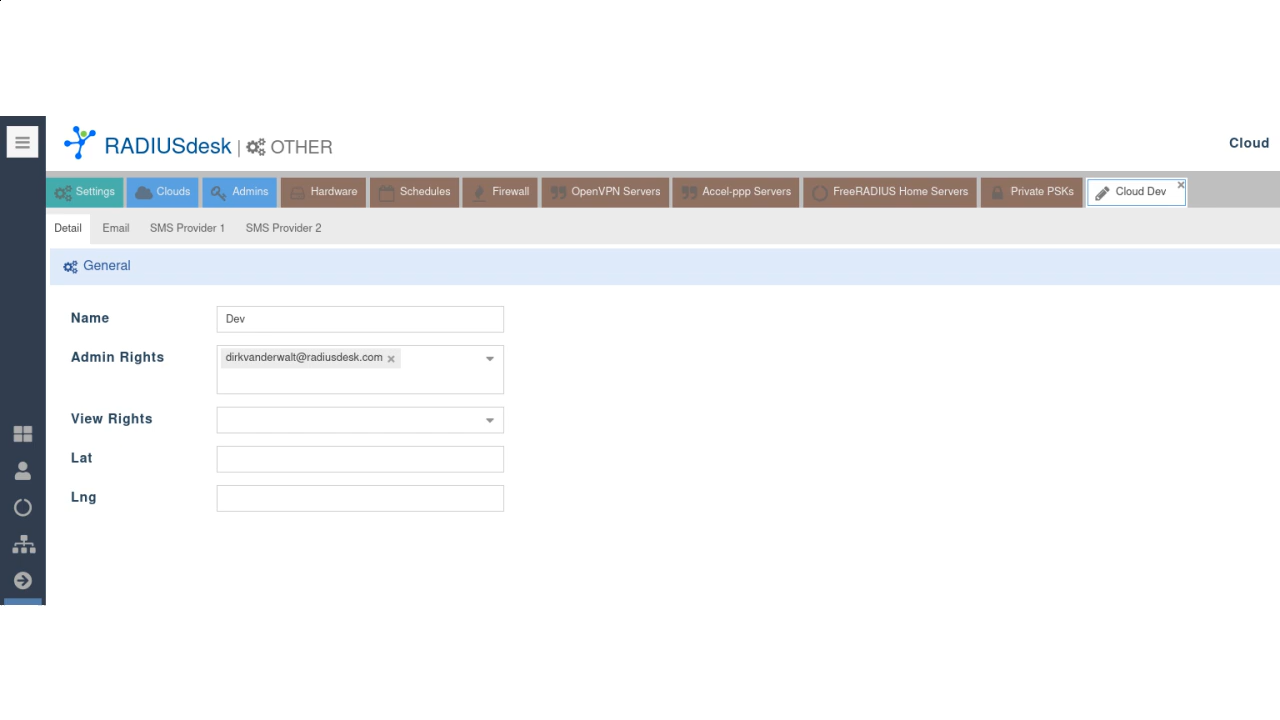 RADIUSdesk | OTHER
Cloud
Settings Clouds Admins Hardware Schedules Firewall OpenVPN Servers Accel-ppp Servers FreeRADIUS Home Servers Private PSKs Cloud Dev
Detail Email SMS Provider 1 SMS Provider 2
General
Name Dev
Admin Rights dirkvanderwalt@radiusdesk.com
View Rights
Lat
Lng